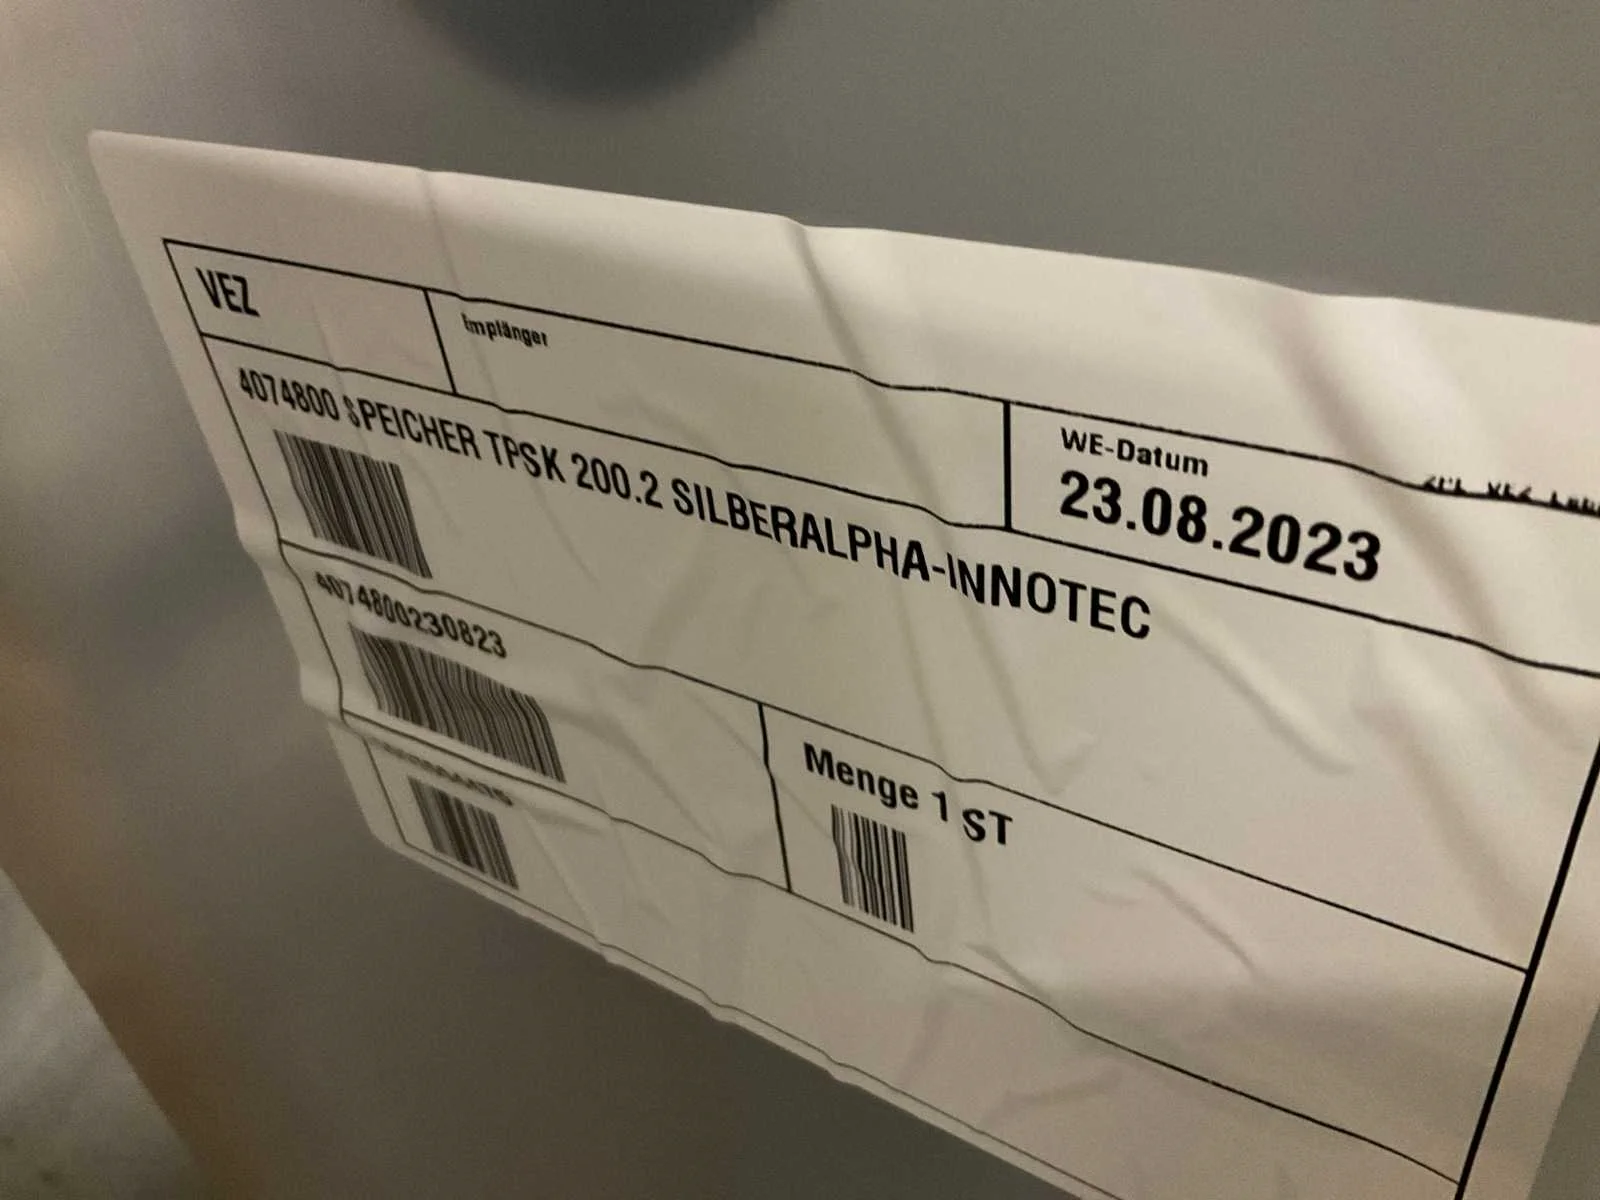 VEZ
Empfänger
WE-Datum
23.08.2023
4074800 SPEICHER TPSK 200.2 SILBERALPHA-INNOTEC
4074800230823
Menge 1 ST